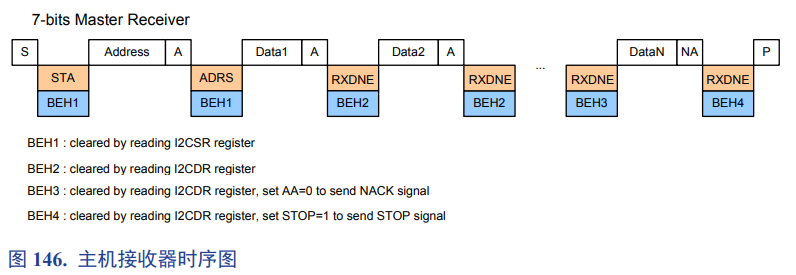 7-bits Master Receiver
S Address A Data1 A Data2 A DataN NA P
...
STA ADRS RXDNE RXDNE RXDNE RXDNE
BEH1 BEH1 BEH2 BEH2 BEH3 BEH4
BEH1 : cleared by reading I2CSR register
BEH2 : cleared by reading I2CDR register
BEH3 : cleared by reading I2CDR register, set AA=0 to send NACK signal
BEH4 : cleared by reading I2CDR register, set STOP=1 to send STOP signal
图 146. 主机接收器时序图